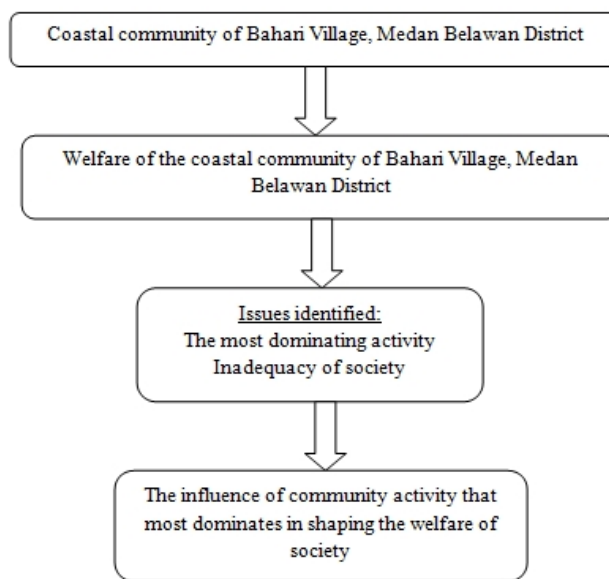 Coastal community of Bahari Village, Medan Belawan District
Welfare of the coastal community of Bahari Village, Medan
Belawan District
Issues identified:
The most dominating activity
Inadequacy of society
The influence of community activity that
most dominates in shaping the welfare of
society